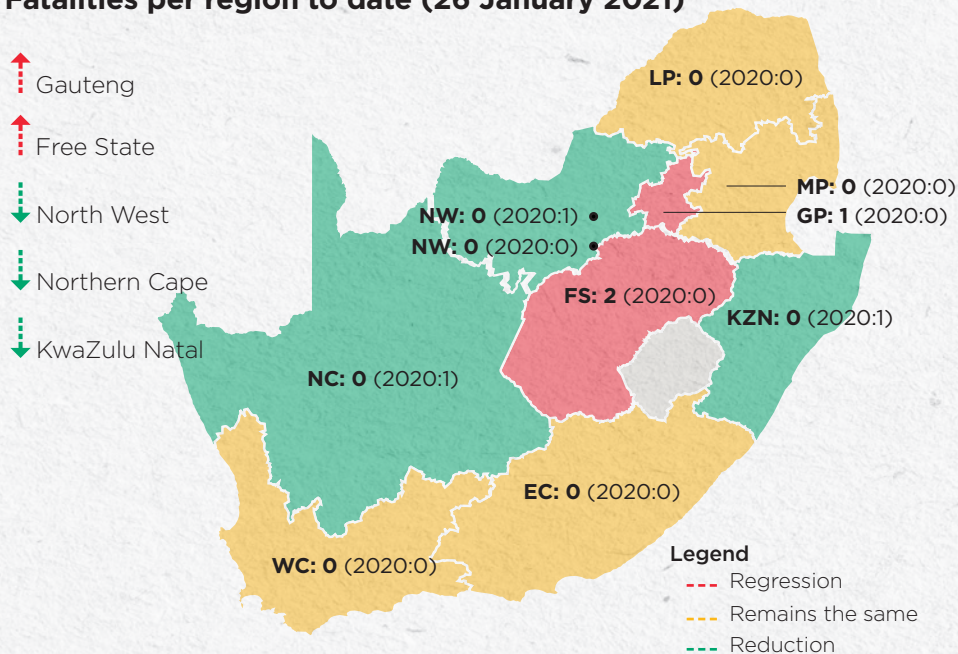 Fatalities per region to date (26 January 2021)
Gauteng
Free State
North West
Northern Cape
KwaZulu Natal
LP: 0 (2020:0)
MP: 0 (2020:0)
GP: 1 (2020:0)
NW: 0 (2020:1)
NW: 0 (2020:0)
FS: 2 (2020:0)
KZN: 0 (2020:1)
NC: 0 (2020:1)
EC: 0 (2020:0)
WC: 0 (2020:0)
Legend
Regression
Remains the same
Reduction